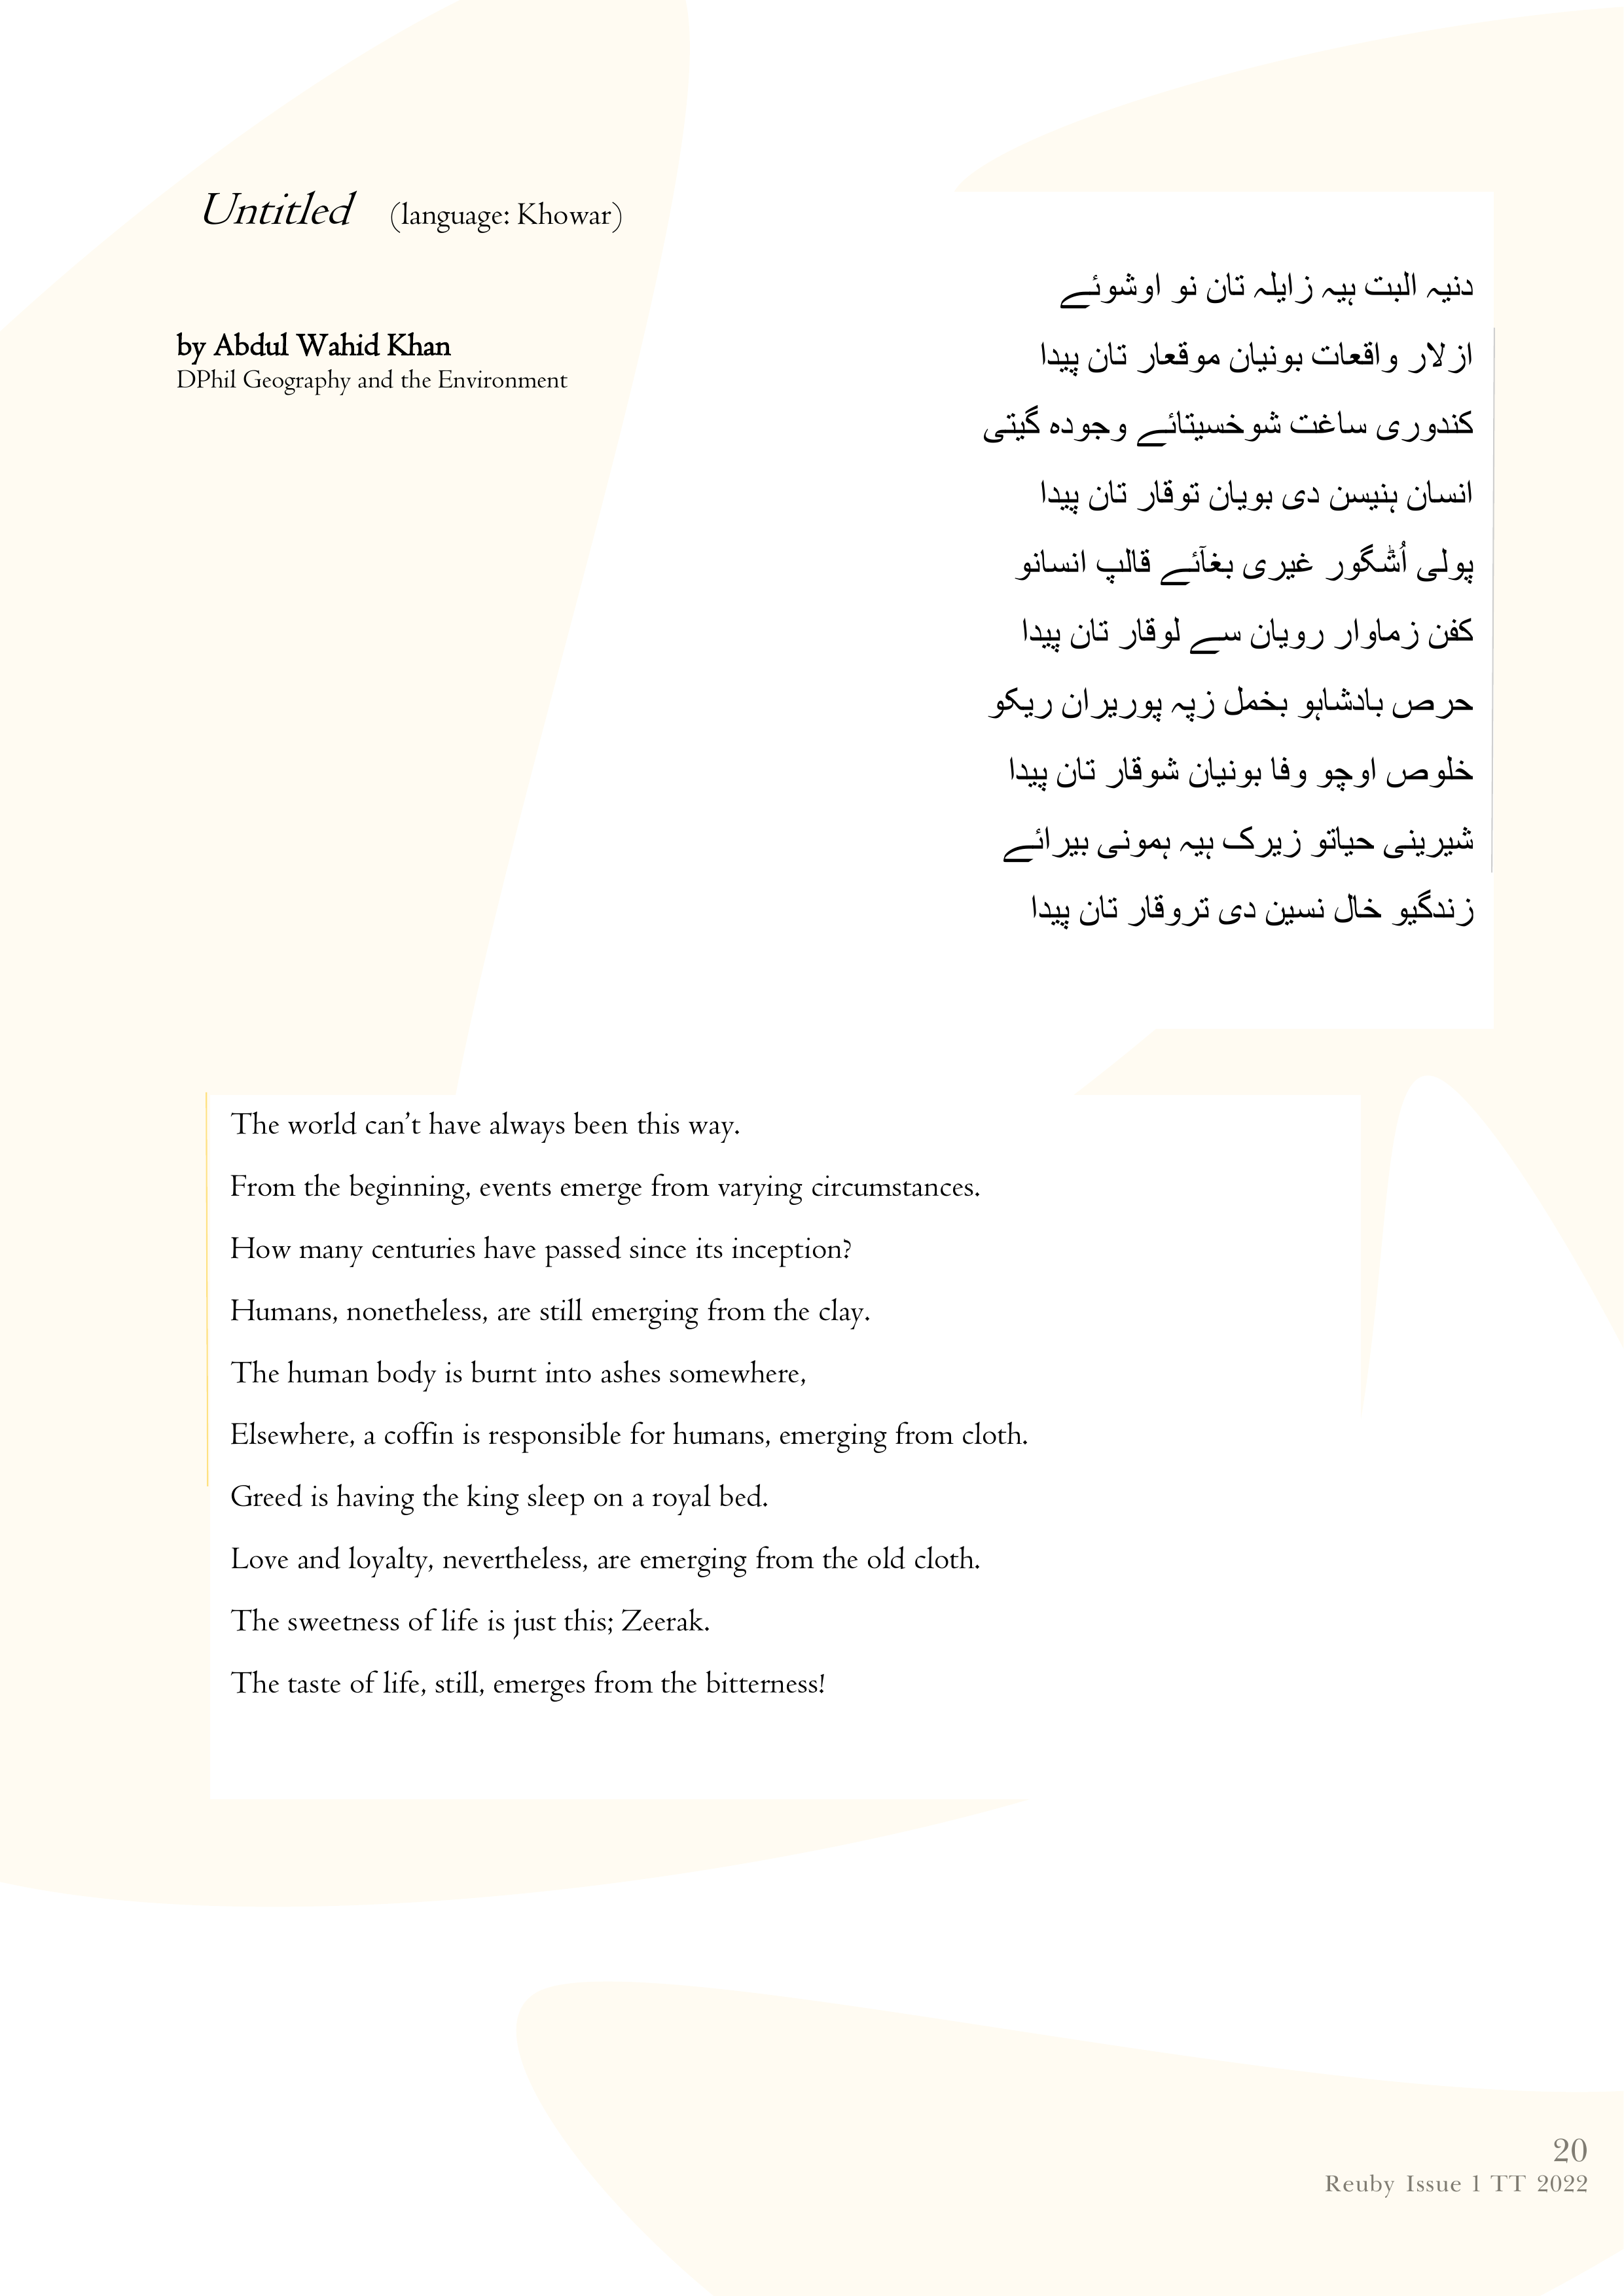 Untitled (language: Khowar)
by Abdul Wahid Khan
DPhil Geography and the Environment
دنیہ البت ہیہ زایلہ تان نو اوشوئے
ازلار واقعات بونیان موقعار تان پیدا
کندوری ساغت شوخسیتائے وجودہ گیتی
انسان ہنیسن دی بویان توقار تان پیدا
پولی اُݰگور غیری بغآئے قالپ انسانو
کفن زماوار رویان سے لوقار تان پیدا
حرص بادشاہو بخمل زپہ پوریران ریکو
خلوص اوچو وفا بونیان شوقار تان پیدا
شیرینی حیاتو زیرک ہیہ ہمونی بیرائے
زندگیو خال نسین دی تروقار تان پیدا
The world can’t have always been this way.
From the beginning, events emerge from varying circumstances.
How many centuries have passed since its inception?
Humans, nonetheless, are still emerging from the clay.
The human body is burnt into ashes somewhere,
Elsewhere, a coffin is responsible for humans, emerging from cloth.
Greed is having the king sleep on a royal bed.
Love and loyalty, nevertheless, are emerging from the old cloth.
The sweetness of life is just this; Zeerak.
The taste of life, still, emerges from the bitterness!
20
Reuby Issue 1 TT 2022